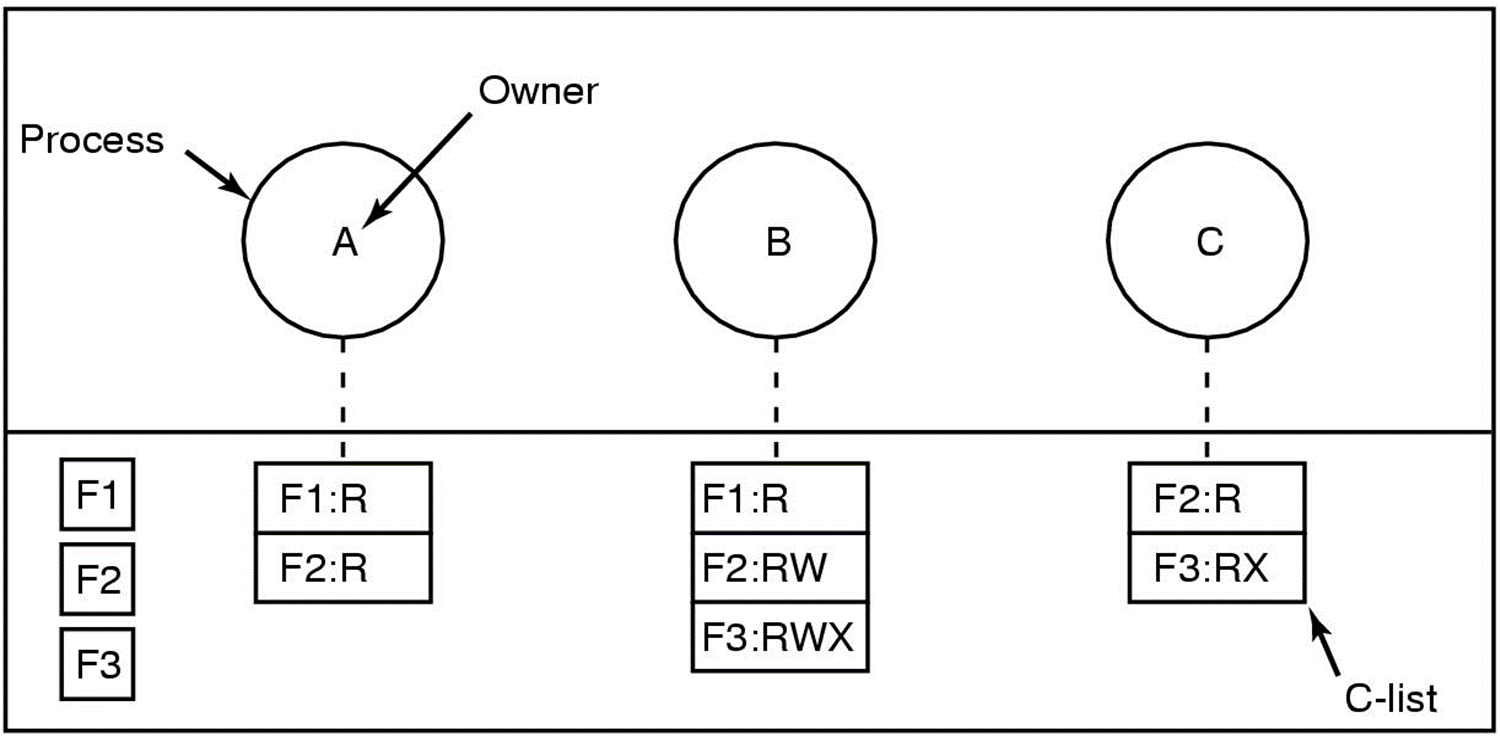 Owner
Process
A
B
C
F1
F2
F3
F1:R
F2:R
F1:R
F2:RW
F3:RWX
F2:R
F3:RX
C-list